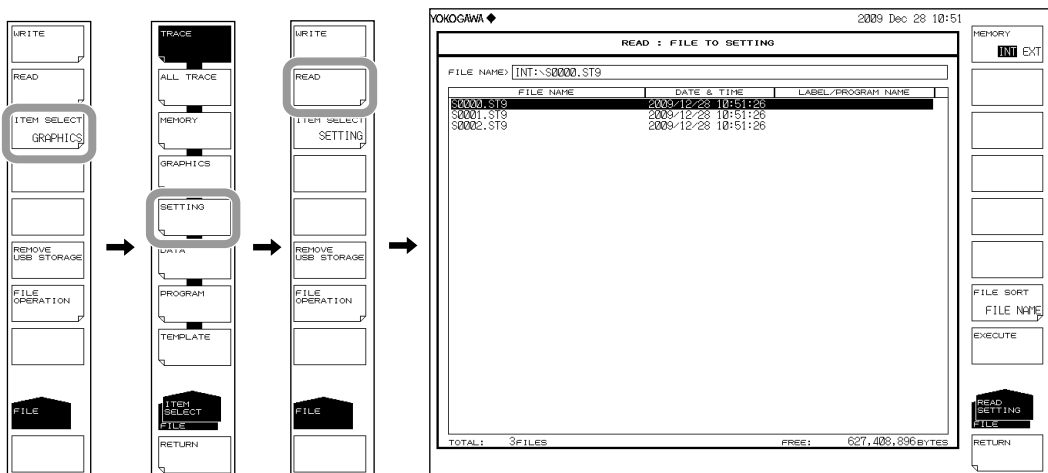 WRITE
READ
ITEM SELECT
GRAPHICS
REMOVE
USB STORAGE
FILE
OPERATION
FILE
TRACE
ALL TRACE
MEMORY
GRAPHICS
SETTING
DATA
PROGRAM
TEMPLATE
ITEM
SELECT
FILE
RETURN
WRITE
READ
ITEM SELECT
SETTING
REMOVE
USB STORAGE
FILE
OPERATION
FILE
YOKOGAWA 2009 Dec 28 10:51
READ : FILE TO SETTING
FILE NAME> INT:\S0000.ST9
FILE NAME DATE & TIME LABEL/PROGRAM NAME
S0000.ST9 2009/12/28 10:51:26
S0001.ST9 2009/12/28 10:51:26
S0002.ST9 2009/12/28 10:51:26
TOTAL: 3FILES FREE: 627,408,896BYTES
MEMORY
INT EXT
FILE SORT
FILE NAME
EXECUTE
READ
SETTING
FILE
RETURN